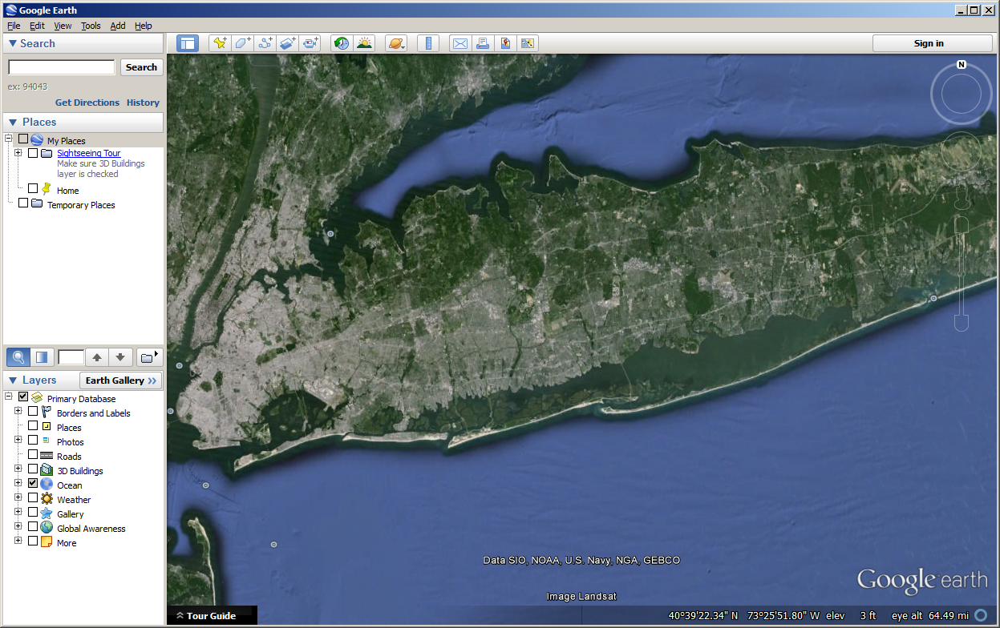 Google Earth
File Edit View Tools Add Help
Search
Search
ex: 94043
Get Directions History
Places
My Places
Sightseeing Tour
Make sure 3D Buildings
layer is checked
Home
Temporary Places
Layers
Earth Gallery >>
Primary Database
Borders and Labels
Places
Photos
Roads
3D Buildings
Ocean
Weather
Gallery
Global Awareness
More
Sign in
N
Data SIO, NOAA, U.S. Navy, NGA, GEBCO
Image Landsat
Google earth
Tour Guide
40°39'22.34" N 73°25'51.80" W elev 3 ft eye alt 64.49 mi